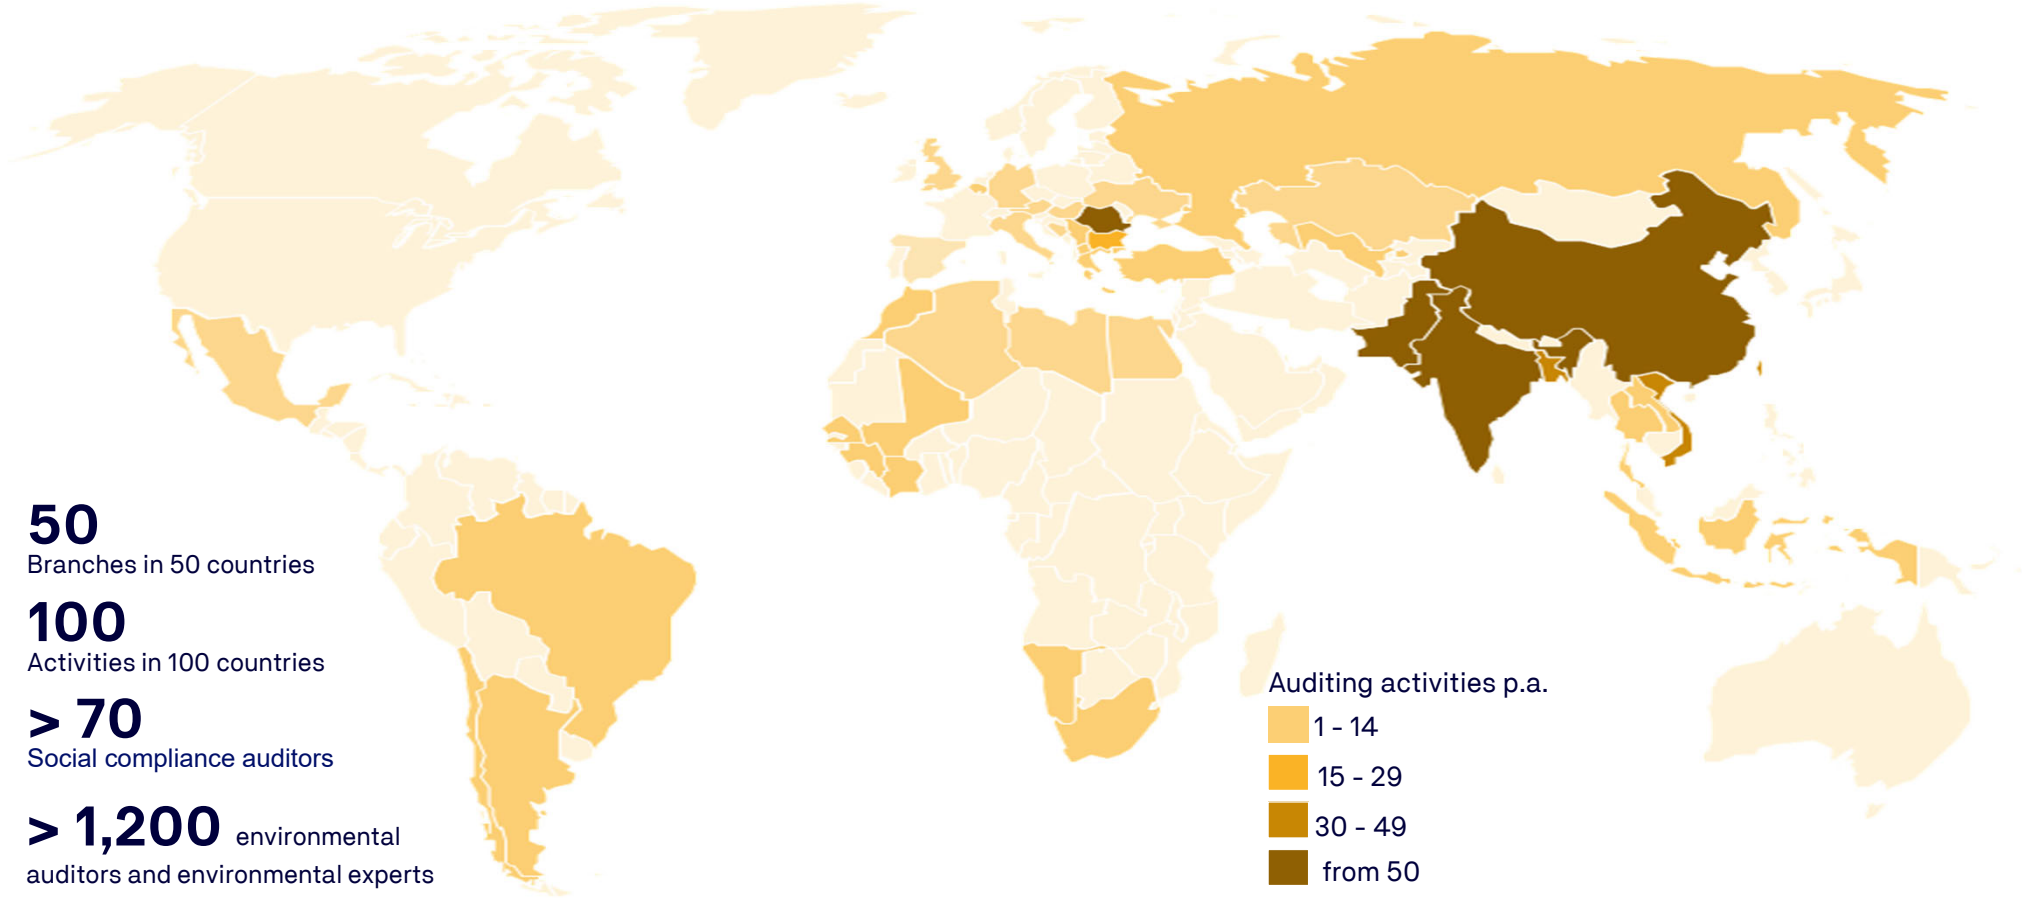 50
Branches in 50 countries
100
Activities in 100 countries
> 70
Social compliance auditors
> 1,200 environmental
auditors and environmental experts
Auditing activities p.a.
1 - 14
15 - 29
30 - 49
from 50